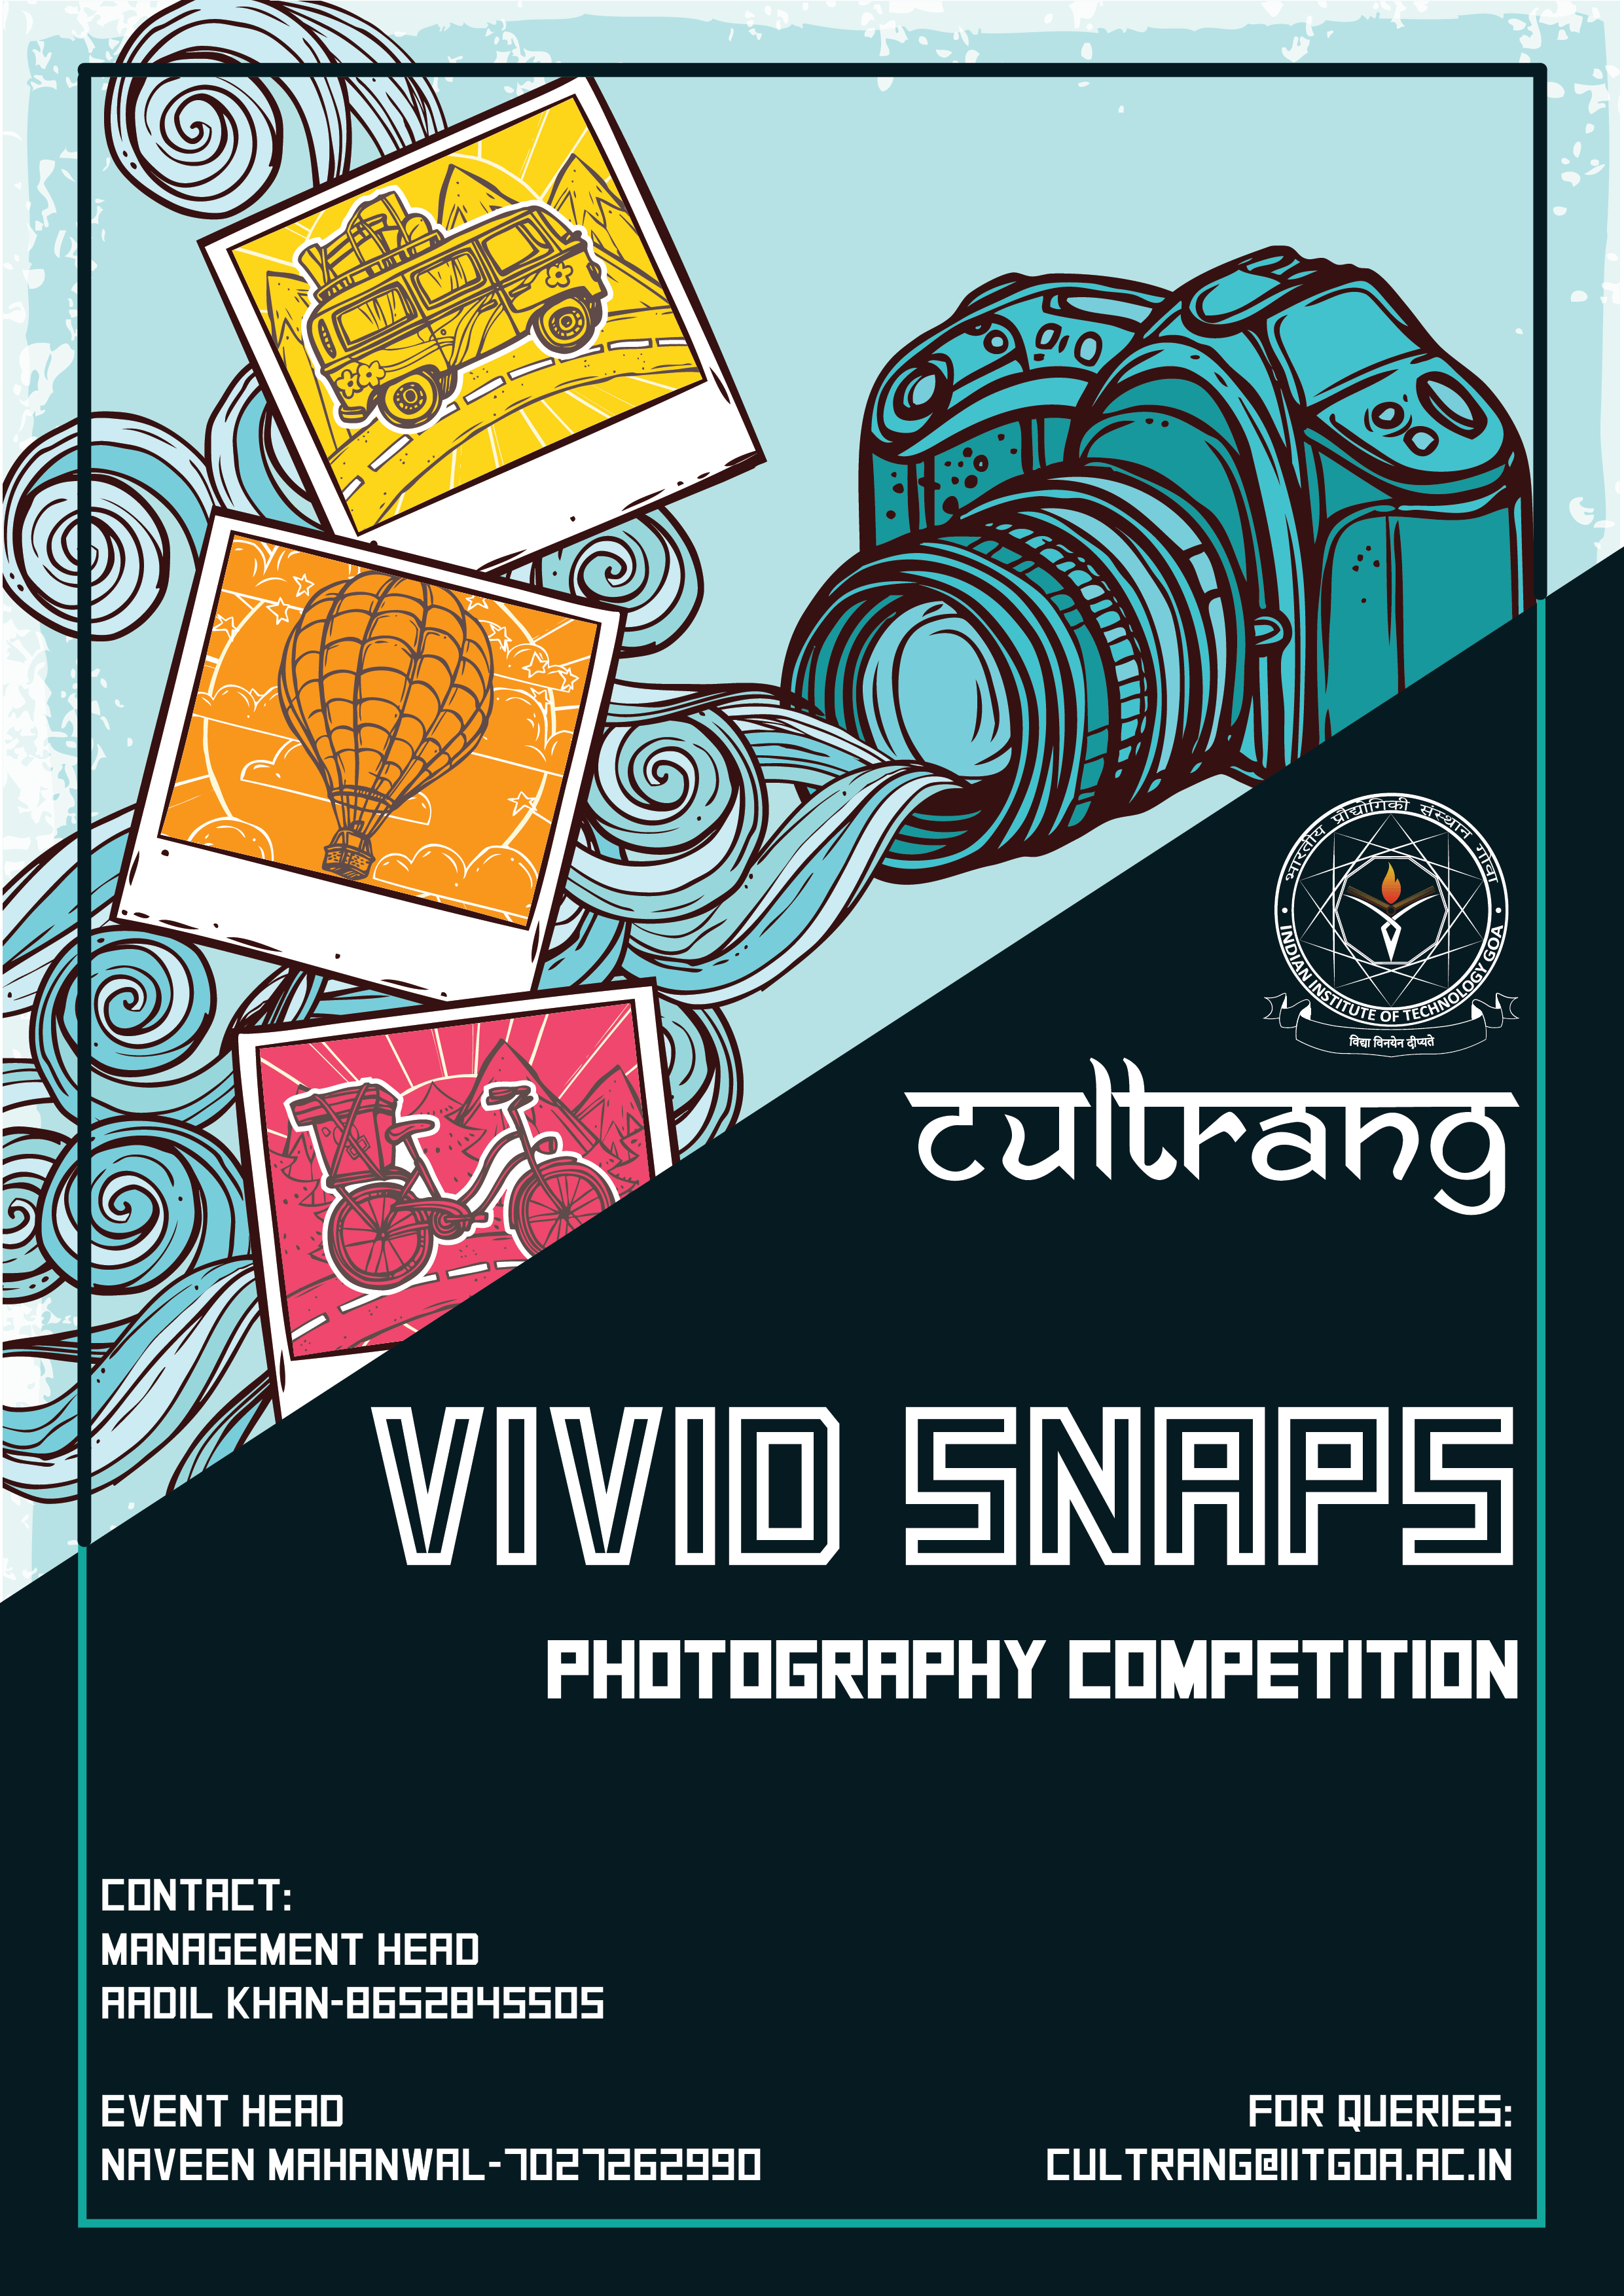 भारतीय प्रौद्योगिकी संस्थान गोवा
INDIAN INSTITUTE OF TECHNOLOGY GOA
विद्या विनयेन दीप्यते
cultrang
VIVID SNAPS
PHOTOGRAPHY COMPETITION
CONTACT:
MANAGEMENT HEAD
AADIL KHAN-8652845505
EVENT HEAD
NAVEEN MAHANWAL-7027262990
FOR QUERIES:
CULTRANG@IITGOA.AC.IN